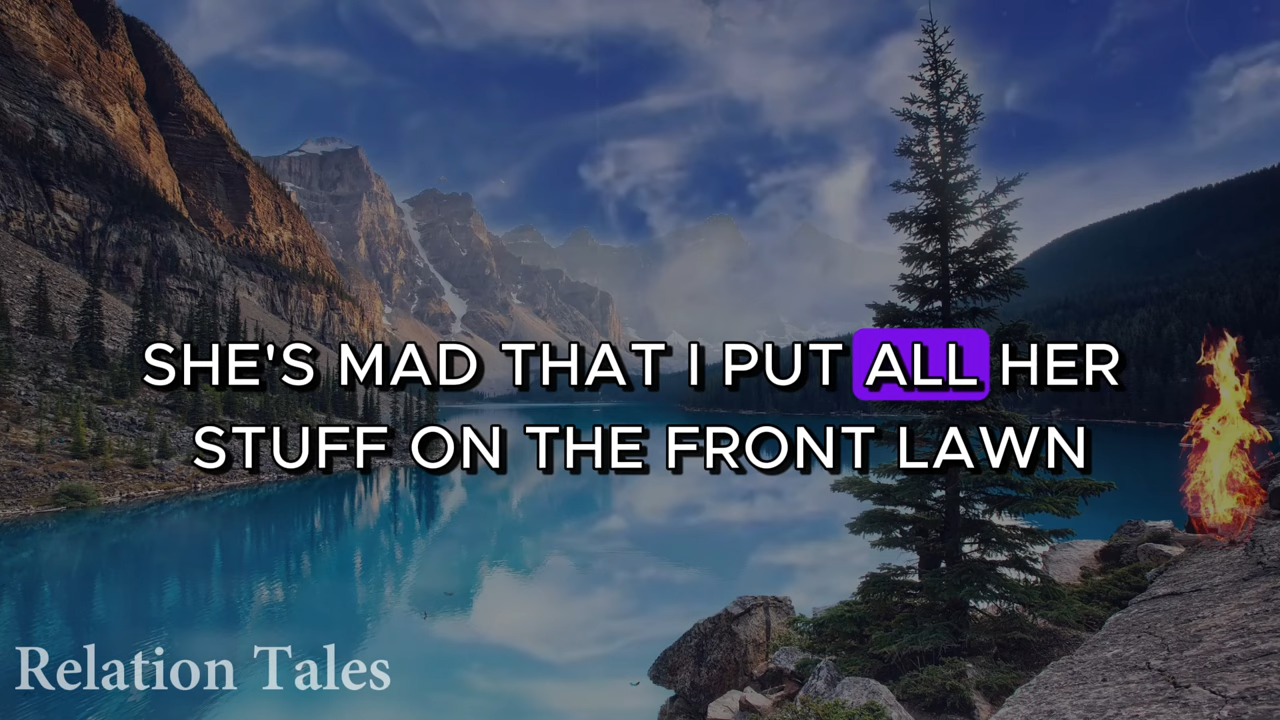 SHE'S MAD THAT I PUT ALL HER
STUFF ON THE FRONT LAWN
Relation Tales